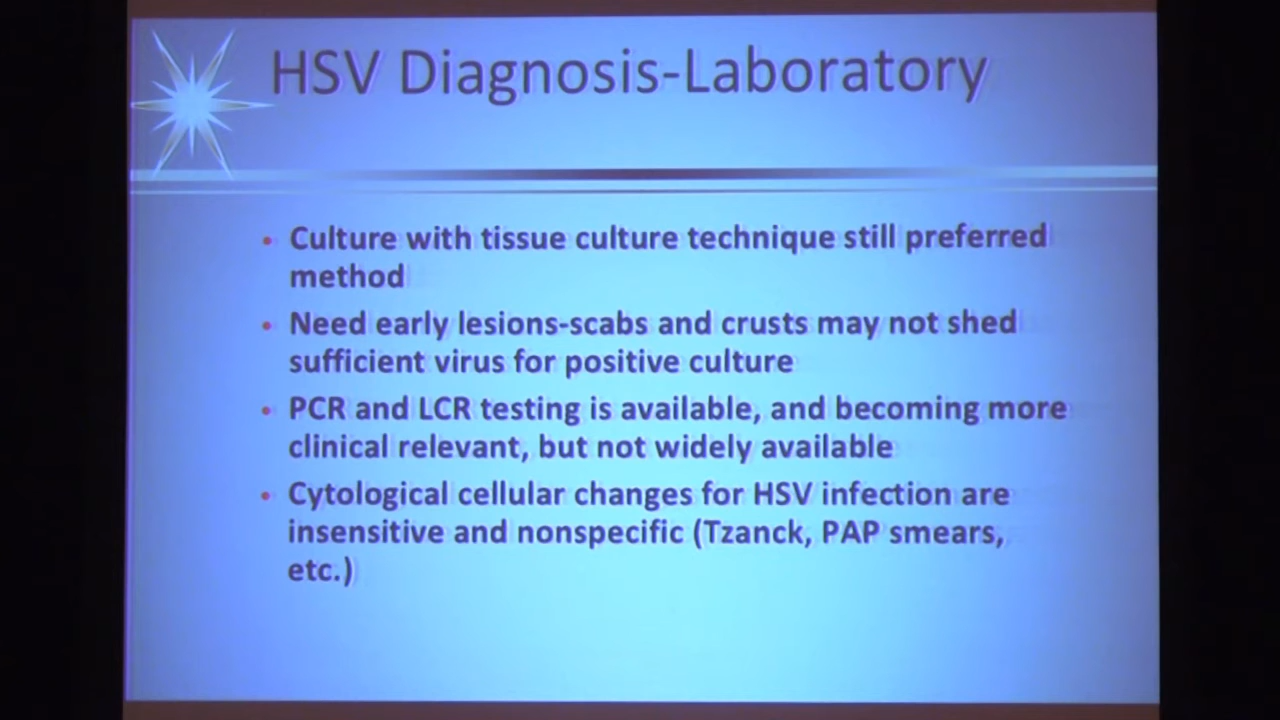 HSV Diagnosis-Laboratory
• Culture with tissue culture technique still preferred
method
• Need early lesions-scabs and crusts may not shed
sufficient virus for positive culture
• PCR and LCR testing is available, and becoming more
clinical relevant, but not widely available
• Cytological cellular changes for HSV infection are
insensitive and nonspecific (Tzanck, PAP smears,
etc.)